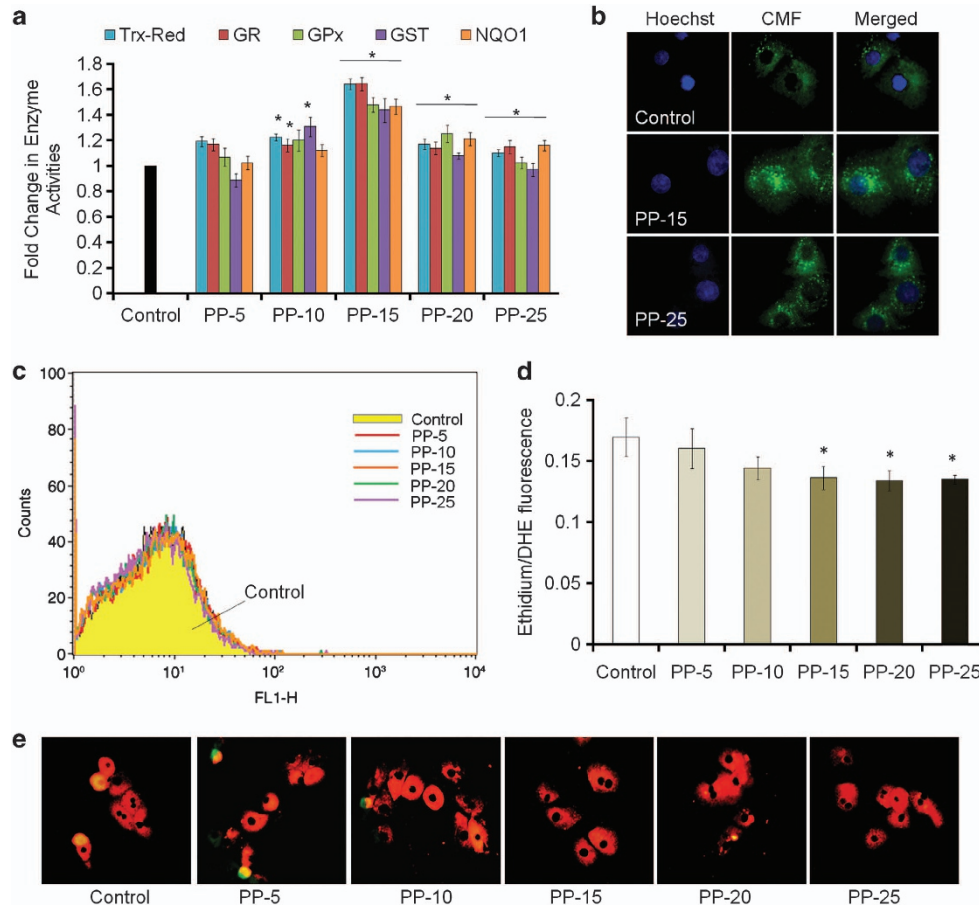 a
Trx-Red GR GPx GST NQO1
1.8
1.6
1.4
1.2
1
0.8
0.6
0.4
0.2
0
Fold Change in Enzyme
Activities
* * * * * *
Control PP-5 PP-10 PP-15 PP-20 PP-25
b
Hoechst CMF Merged
Control
PP-15
PP-25
c
100
80
60
40
20
0
Counts
Control
PP-5
PP-10
PP-15
PP-20
PP-25
Control
10⁰ 10¹ 10² 10³ 10⁴
FL1-H
d
0.2
0.15
0.1
0.05
0
Ethidium/DHE fluorescence
* * *
Control PP-5 PP-10 PP-15 PP-20 PP-25
e
Control PP-5 PP-10 PP-15 PP-20 PP-25